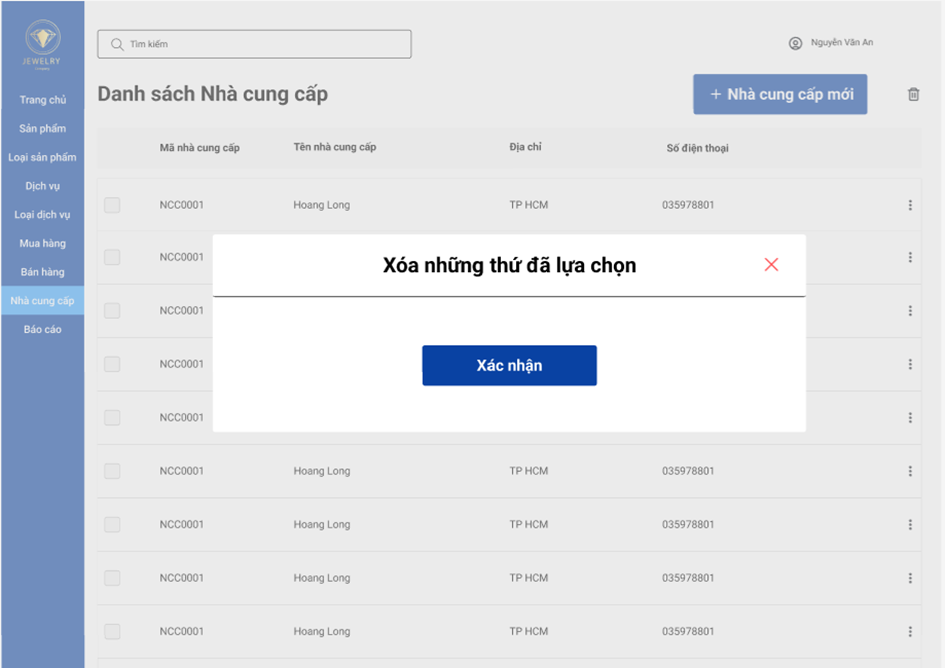 JEWELRY
Trang chủ
Sản phẩm
Loại sản phẩm
Dịch vụ
Loại dịch vụ
Mua hàng
Bán hàng
Nhà cung cấp
Báo cáo
Tìm kiếm
Nguyễn Văn An
Danh sách Nhà cung cấp
+ Nhà cung cấp mới
Mã nhà cung cấp Tên nhà cung cấp Địa chỉ Số điện thoại
NCC0001 Hoang Long TP HCM 035978801
NCC0001
NCC0001
NCC0001
NCC0001
Xóa những thứ đã lựa chọn
Xác nhận
NCC0001 Hoang Long TP HCM 035978801
NCC0001 Hoang Long TP HCM 035978801
NCC0001 Hoang Long TP HCM 035978801
NCC0001 Hoang Long TP HCM 035978801